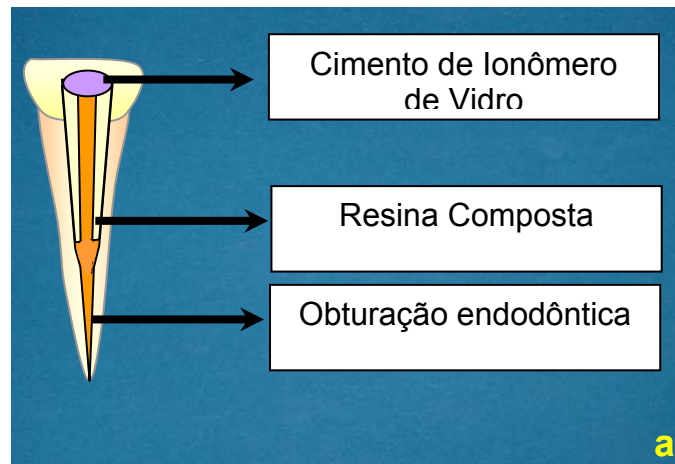 Cimento de Ionômero
de Vidro
Resina Composta
Obturação endodôntica
a